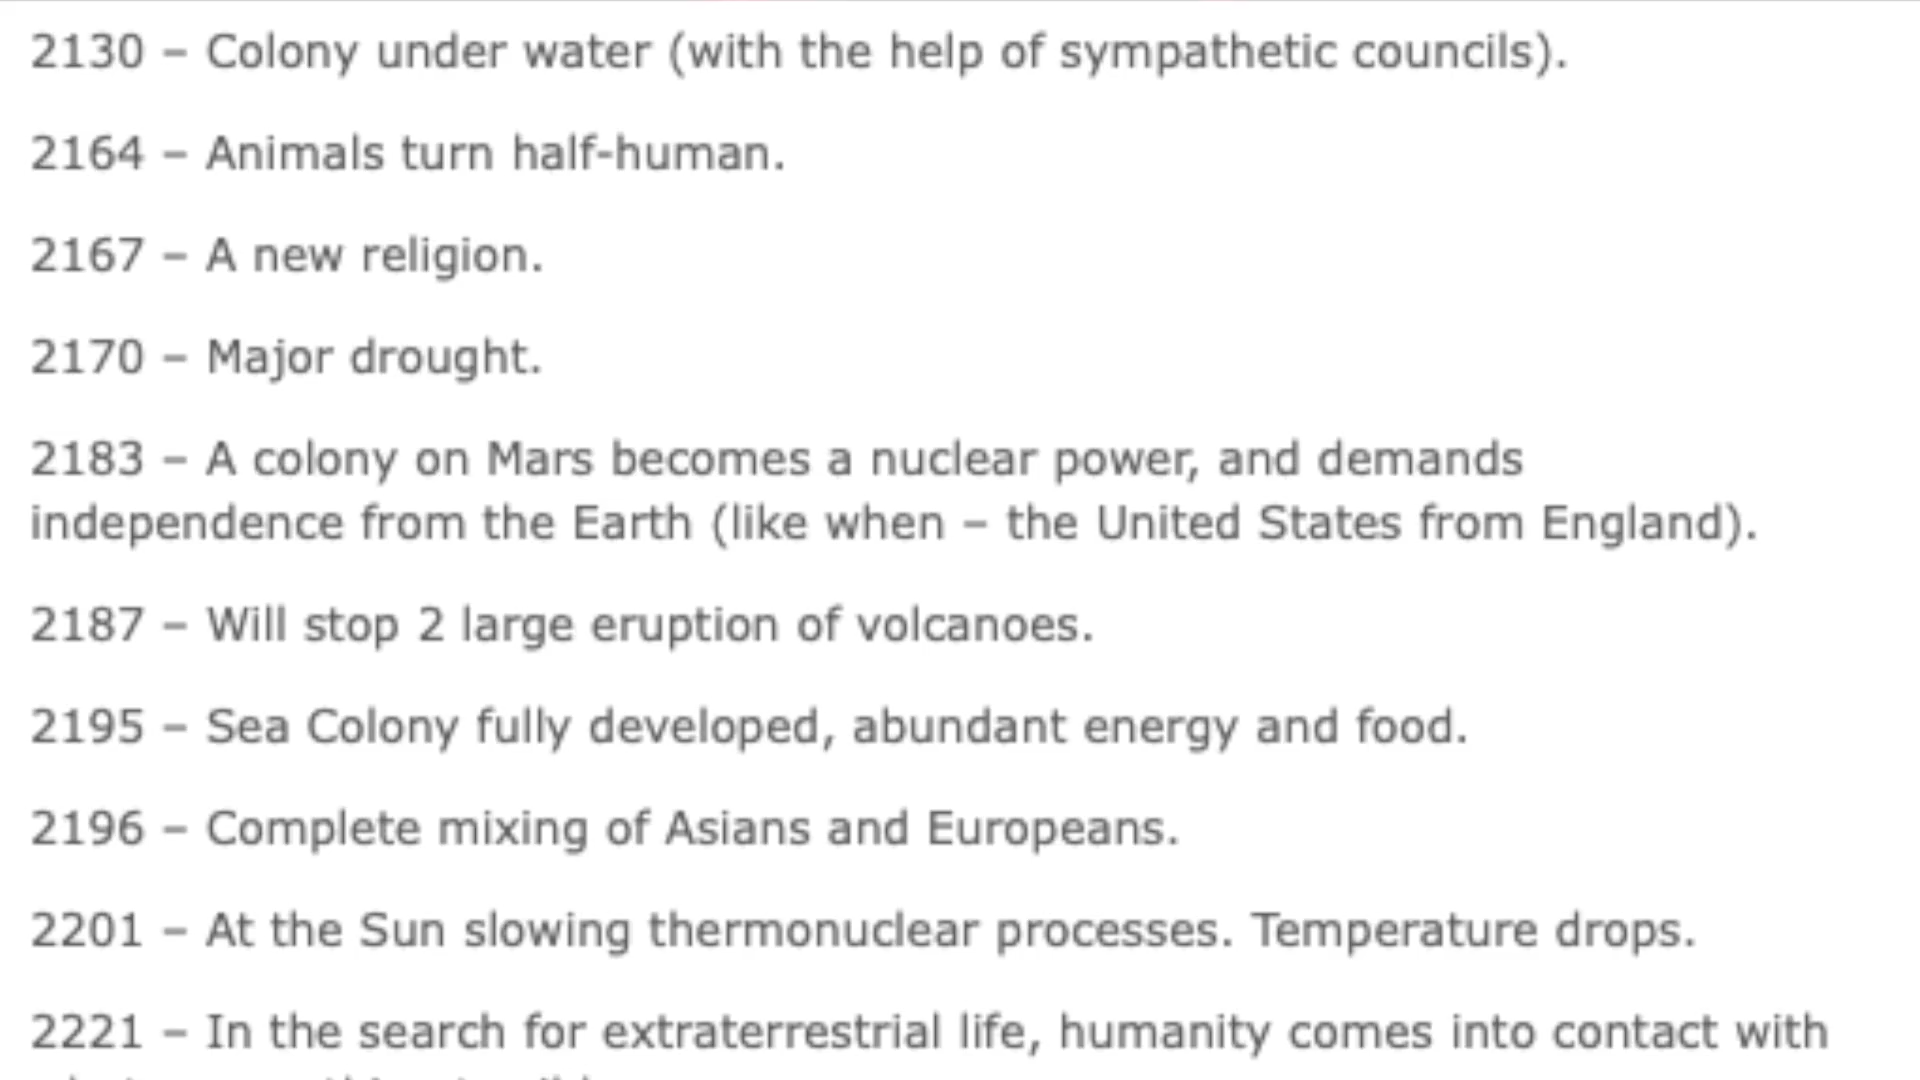 2130 – Colony under water (with the help of sympathetic councils).
2164 – Animals turn half-human.
2167 – A new religion.
2170 – Major drought.
2183 – A colony on Mars becomes a nuclear power, and demands
independence from the Earth (like when – the United States from England).
2187 – Will stop 2 large eruption of volcanoes.
2195 – Sea Colony fully developed, abundant energy and food.
2196 – Complete mixing of Asians and Europeans.
2201 – At the Sun slowing thermonuclear processes. Temperature drops.
2221 – In the search for extraterrestrial life, humanity comes into contact with